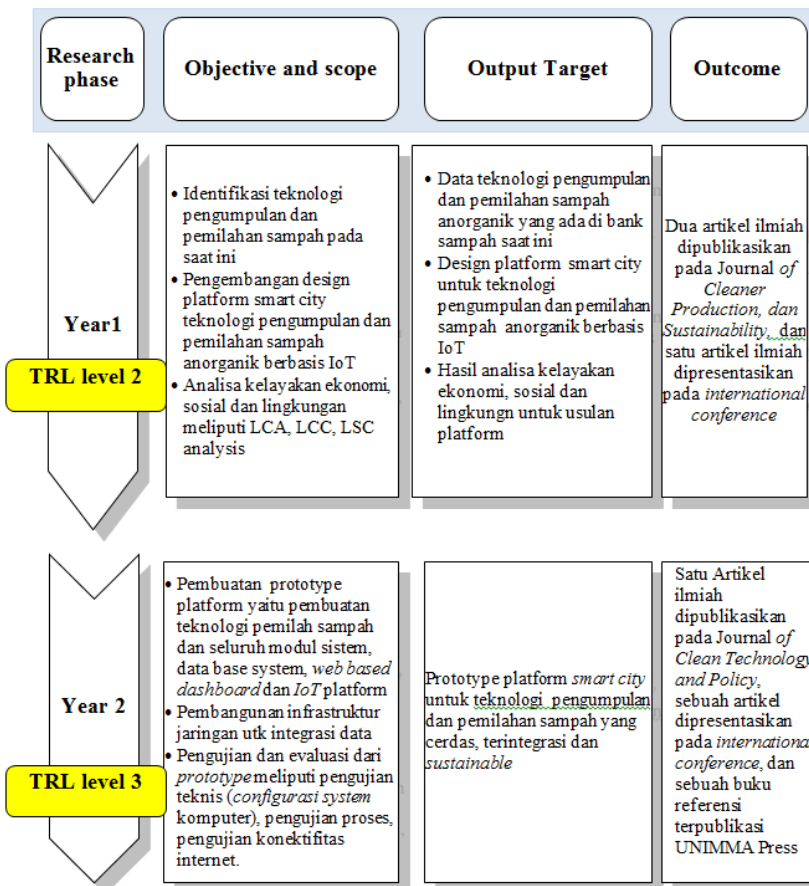 Research
phase
Objective and scope
Output Target
Outcome
Year1
TRL level 2
• Identifikasi teknologi
pengumpulan dan
pemilahan sampah pada
saat ini
• Pengembangan design
platform smart city
teknologi pengumpulan dan
pemilahan sampah
anorganik berbasis IoT
• Analisa kelayakan ekonomi,
sosial dan lingkungan
meliputi LCA, LCC, LSC
analysis
• Data teknologi pengumpulan
dan pemilahan sampah
anorganik yang ada di bank
sampah saat ini
• Design platform smart city
untuk teknologi
pengumpulan dan pemilahan
sampah anorganik berbasis
IoT
• Hasil analisa kelayakan
ekonomi, sosial dan
lingkungn untuk usulan
platform
Dua artikel ilmiah
dipublikasikan
pada Journal of
Cleaner
Production, dan
Sustainability, dan
satu artikel ilmiah
dipresentasikan
pada international
conference
Year 2
TRL level 3
• Pembuatan prototype
platform yaitu pembuatan
teknologi pemilah sampah
dan seluruh modul sistem,
data base system, web based
dashboard dan IoT platform
• Pembangunan infrastruktur
jaringan utk integrasi data
• Pengujian dan evaluasi dari
prototype meliputi pengujian
teknis (configurasi system
komputer), pengujian proses,
pengujian konektifitas
internet.
Prototype platform smart city
untuk teknologi pengumpulan
dan pemilahan sampah yang
cerdas, terintegrasi dan
sustainable
Satu Artikel
ilmiah
dipublikasikan
pada Journal of
Clean Technology
and Policy,
sebuah artikel
dipresentasikan
pada international
conference, dan
sebuah buku
referensi
terpublikasi
UNIMMA Press